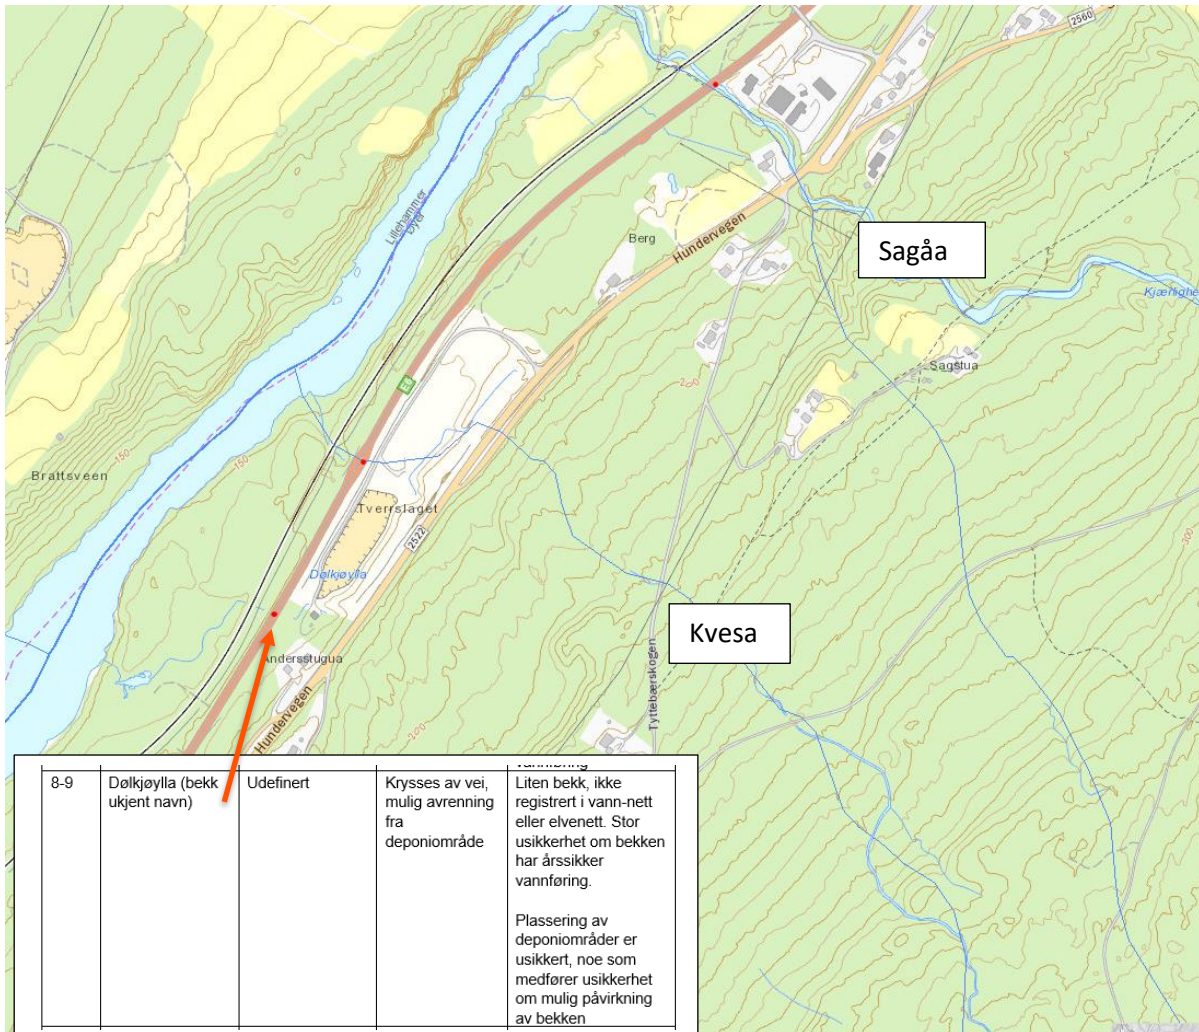 2560
Lillehammer
Øyer
Berg
Hundervegen
Sagåa
Kjærlighe
Sagstua
200
E6
Brattsveen
150
150
Tverrslaget
2522
300
Dølkjøylla
Kvesa
Andersstugua
Tyttebærskogen
Hundervegen
200
8-9
Dølkjøylla (bekk
ukjent navn)
Udefinert
Krysses av vei,
mulig avrenning
fra
deponiområde
Liten bekk, ikke
registrert i vann-nett
eller elvenett. Stor
usikkerhet om bekken
har årssikker
vannføring.
Plassering av
deponiområder er
usikkert, noe som
medfører usikkerhet
om mulig påvirkning
av bekken